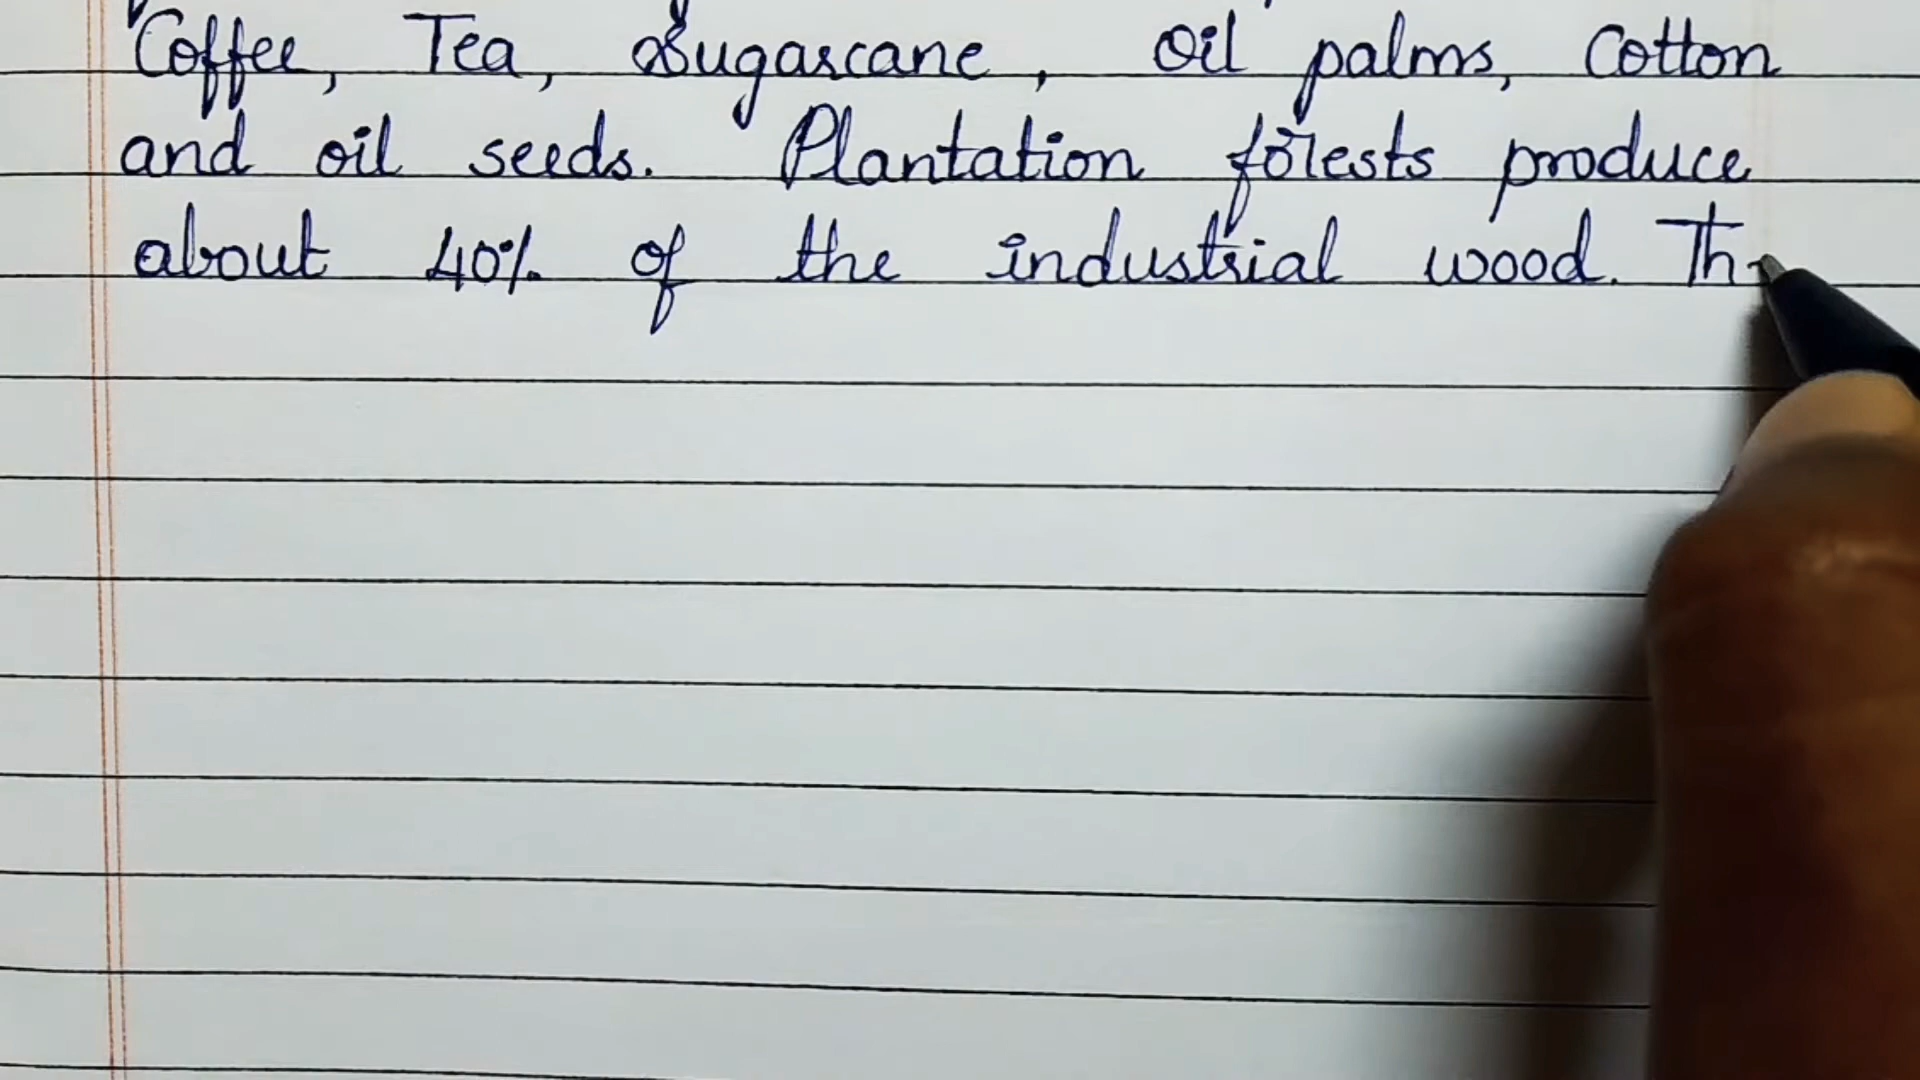 Coffee, Tea, Sugarcane, Oil palms, Cotton
and oil seeds. Plantation forests produce
about 40% of the industrial wood. Th